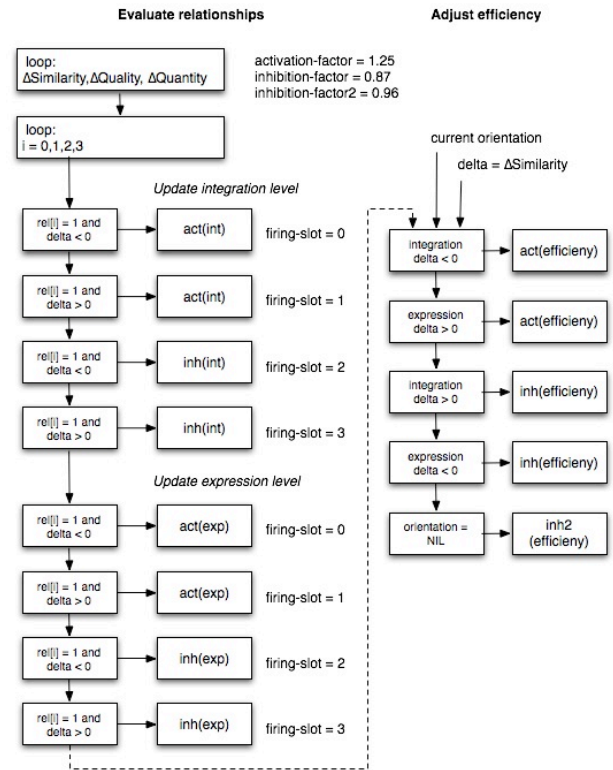 Evaluate relationships
loop:
ΔSimilarity,ΔQuality, ΔQuantity
activation-factor = 1.25
inhibition-factor = 0.87
inhibition-factor2 = 0.96
loop:
i = 0,1,2,3
Update integration level
rel[i] = 1 and
delta < 0
act(int)
firing-slot = 0
rel[i] = 1 and
delta > 0
act(int)
firing-slot = 1
rel[i] = 1 and
delta < 0
inh(int)
firing-slot = 2
rel[i] = 1 and
delta > 0
inh(int)
firing-slot = 3
Update expression level
rel[i] = 1 and
delta < 0
act(exp)
firing-slot = 0
rel[i] = 1 and
delta > 0
act(exp)
firing-slot = 1
rel[i] = 1 and
delta < 0
inh(exp)
firing-slot = 2
rel[i] = 1 and
delta > 0
inh(exp)
firing-slot = 3
Adjust efficiency
current orientation
delta = ΔSimilarity
integration
delta < 0
act(efficieny)
expression
delta > 0
act(efficieny)
integration
delta > 0
inh(efficieny)
expression
delta < 0
inh(efficieny)
orientation =
NIL
inh2
(efficieny)